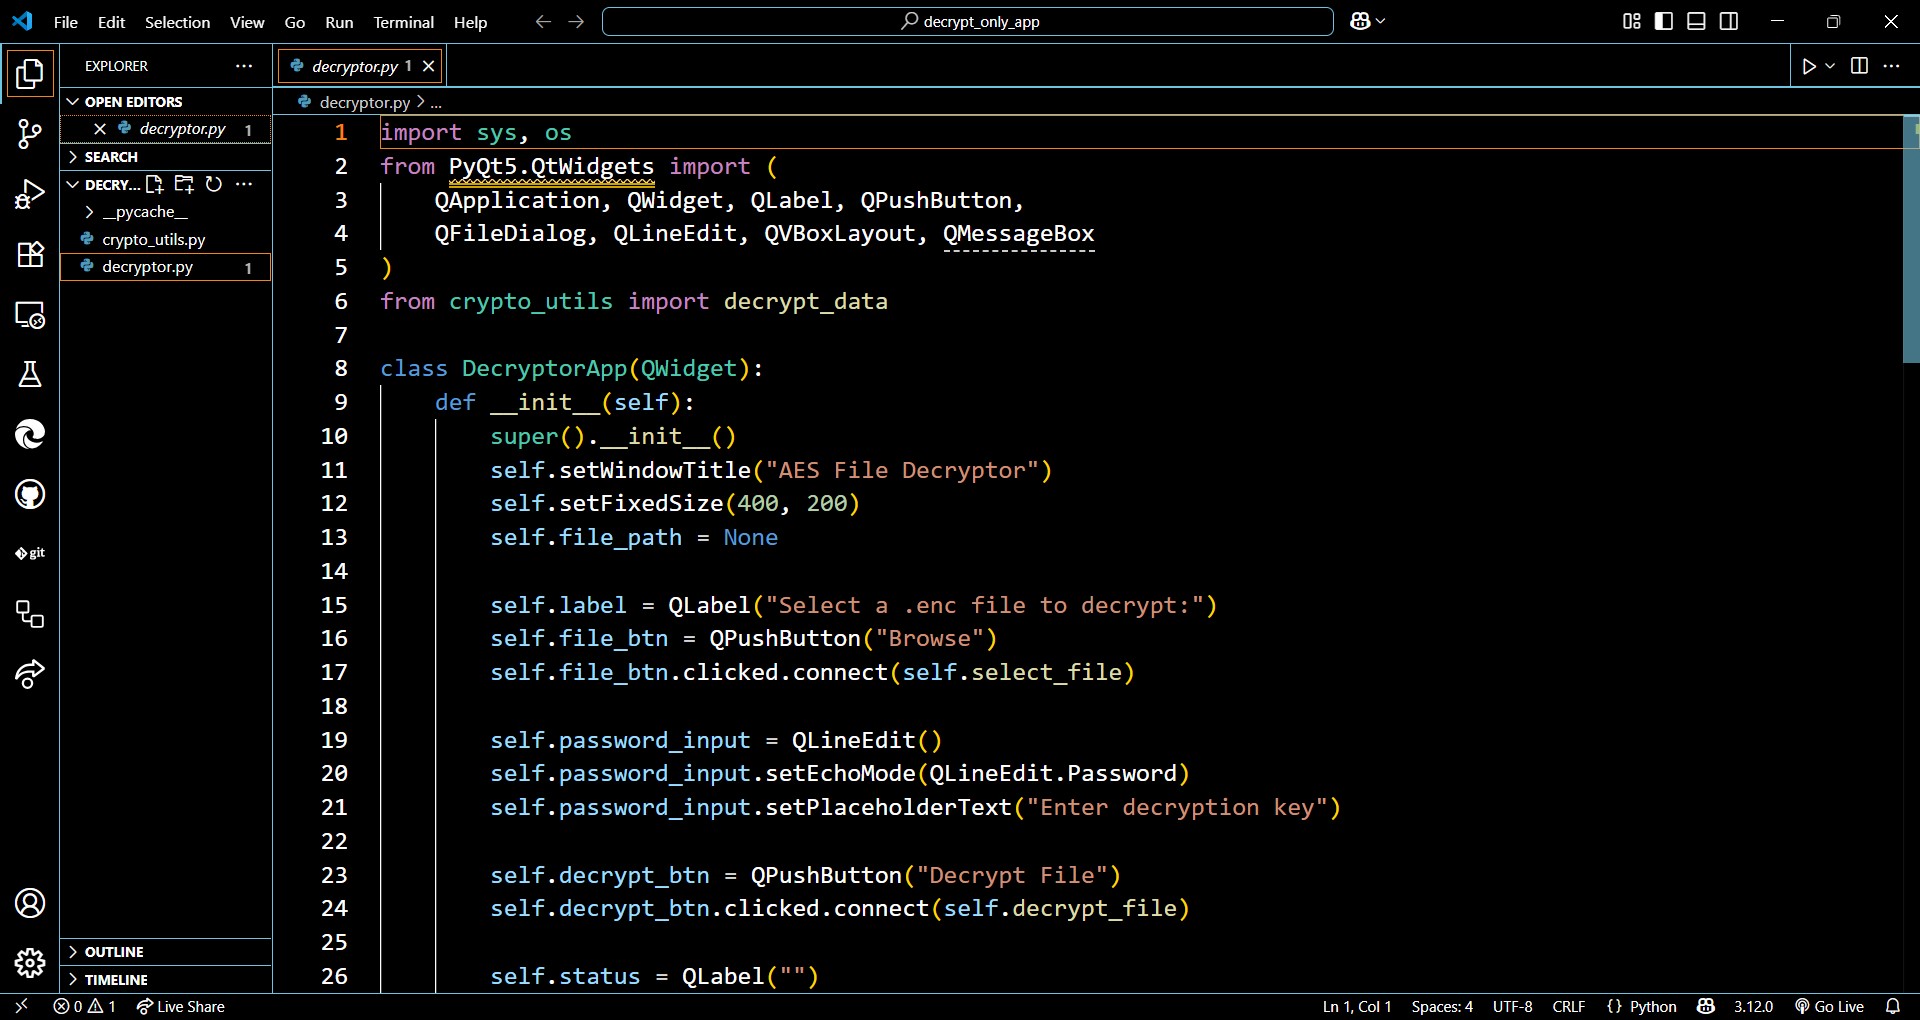 File Edit Selection View Go Run Terminal Help
decrypt_only_app
EXPLORER
OPEN EDITORS
decryptor.py 1
SEARCH
DECRY...
__pycache__
crypto_utils.py
decryptor.py 1
git
OUTLINE
TIMELINE
decryptor.py 1
decryptor.py > ...
1 import sys, os
2 from PyQt5.QtWidgets import (
3     QApplication, QWidget, QLabel, QPushButton,
4     QFileDialog, QLineEdit, QVBoxLayout, QMessageBox
5 )
6 from crypto_utils import decrypt_data
7
8 class DecryptorApp(QWidget):
9     def __init__(self):
10         super().__init__()
11         self.setWindowTitle("AES File Decryptor")
12         self.setFixedSize(400, 200)
13         self.file_path = None
14
15         self.label = QLabel("Select a .enc file to decrypt:")
16         self.file_btn = QPushButton("Browse")
17         self.file_btn.clicked.connect(self.select_file)
18
19         self.password_input = QLineEdit()
20         self.password_input.setEchoMode(QLineEdit.Password)
21         self.password_input.setPlaceholderText("Enter decryption key")
22
23         self.decrypt_btn = QPushButton("Decrypt File")
24         self.decrypt_btn.clicked.connect(self.decrypt_file)
25
26         self.status = QLabel("")
0 1 Live Share
Ln 1, Col 1 Spaces: 4 UTF-8 CRLF {} Python 3.12.0 Go Live